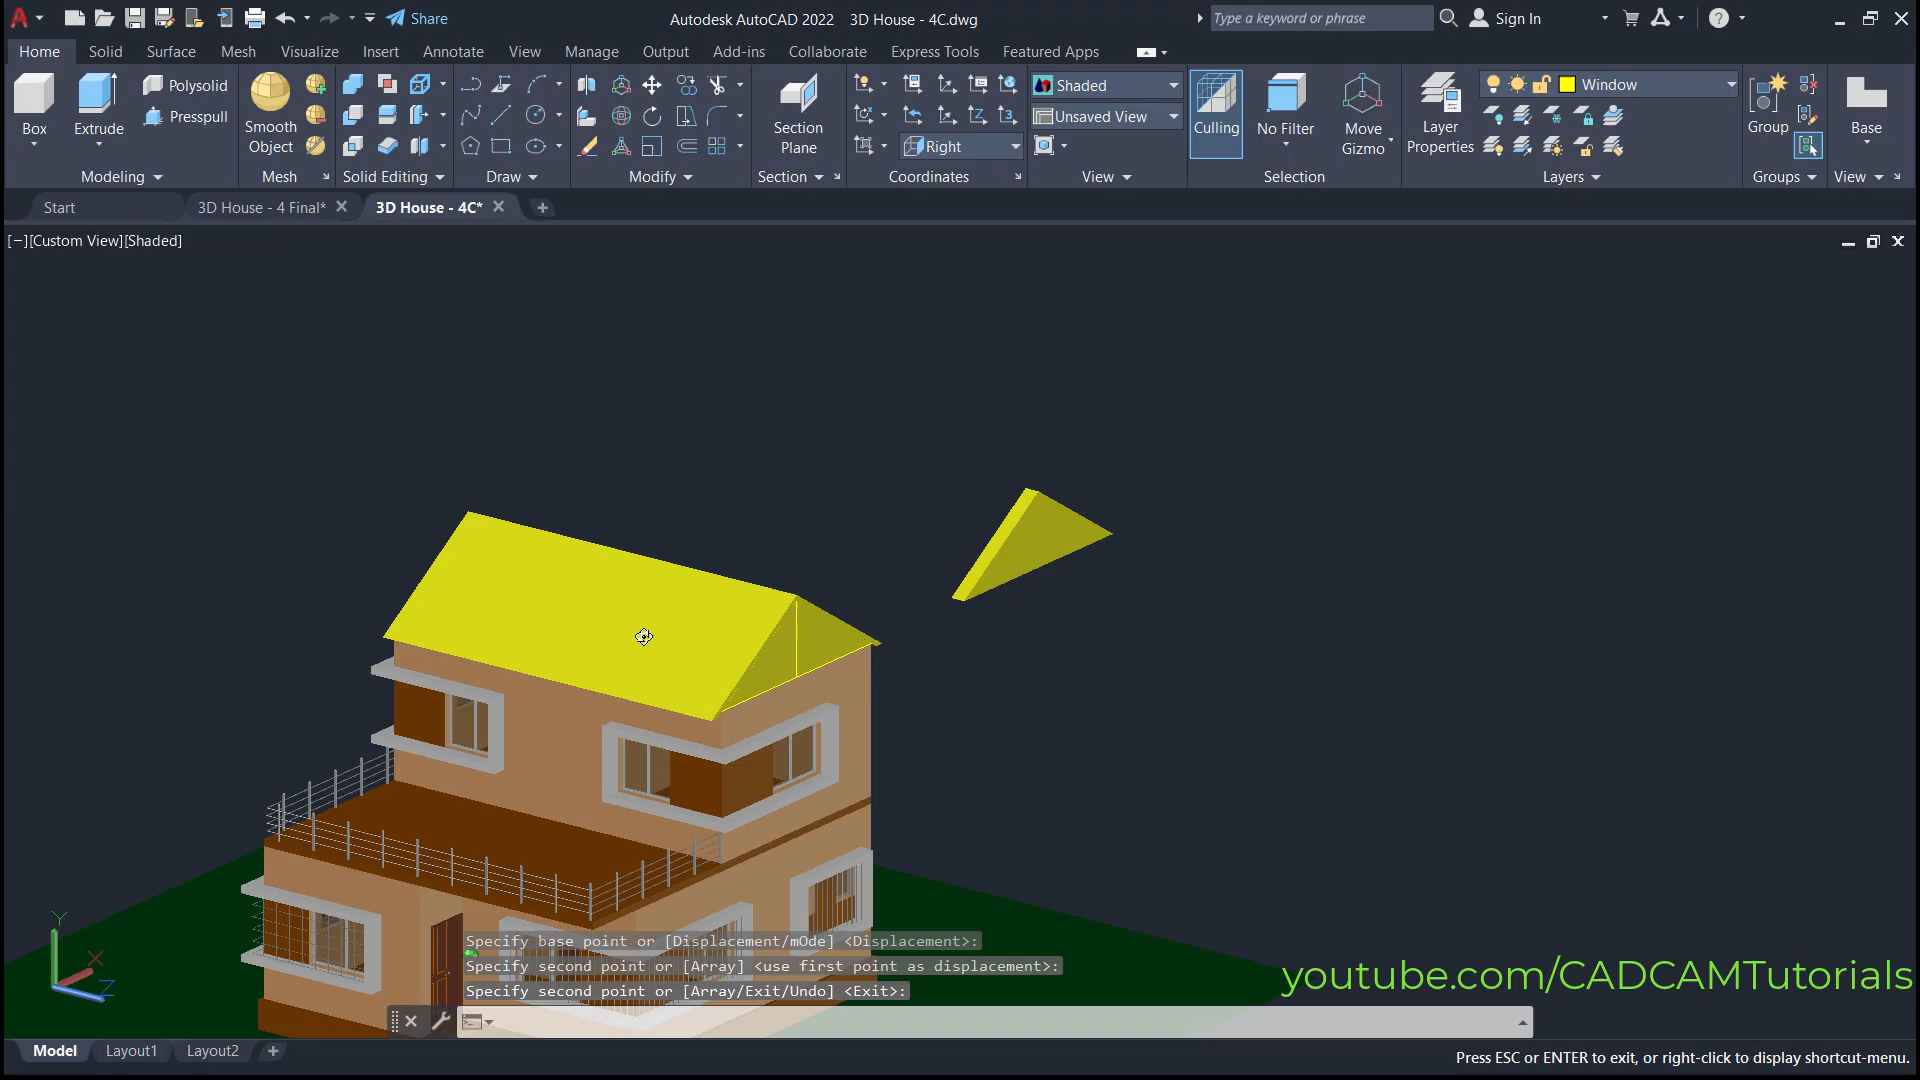 Share
Autodesk AutoCAD 2022 3D House - 4C.dwg
Type a keyword or phrase
Sign In
Home Solid Surface Mesh Visualize Insert Annotate View Manage Output Add-ins Collaborate Express Tools Featured Apps
Box
Extrude
Polysolid
Presspull
Smooth Object
Section Plane
Right
Shaded
Unsaved View
Culling
No Filter
Move Gizmo
Layer Properties
Window
Group
Base
Modeling Mesh Solid Editing Draw Modify Section Coordinates View Selection Layers Groups View
Start 3D House - 4 Final* 3D House - 4C*
[−][Custom View][Shaded]
Y
X
Z
Specify base point or [Displacement/mOde] <Displacement>:
Specify second point or [Array] <use first point as displacement>:
Specify second point or [Array/Exit/Undo] <Exit>:
youtube.com/CADCAMTutorials
Model Layout1 Layout2
Press ESC or ENTER to exit, or right-click to display shortcut-menu.